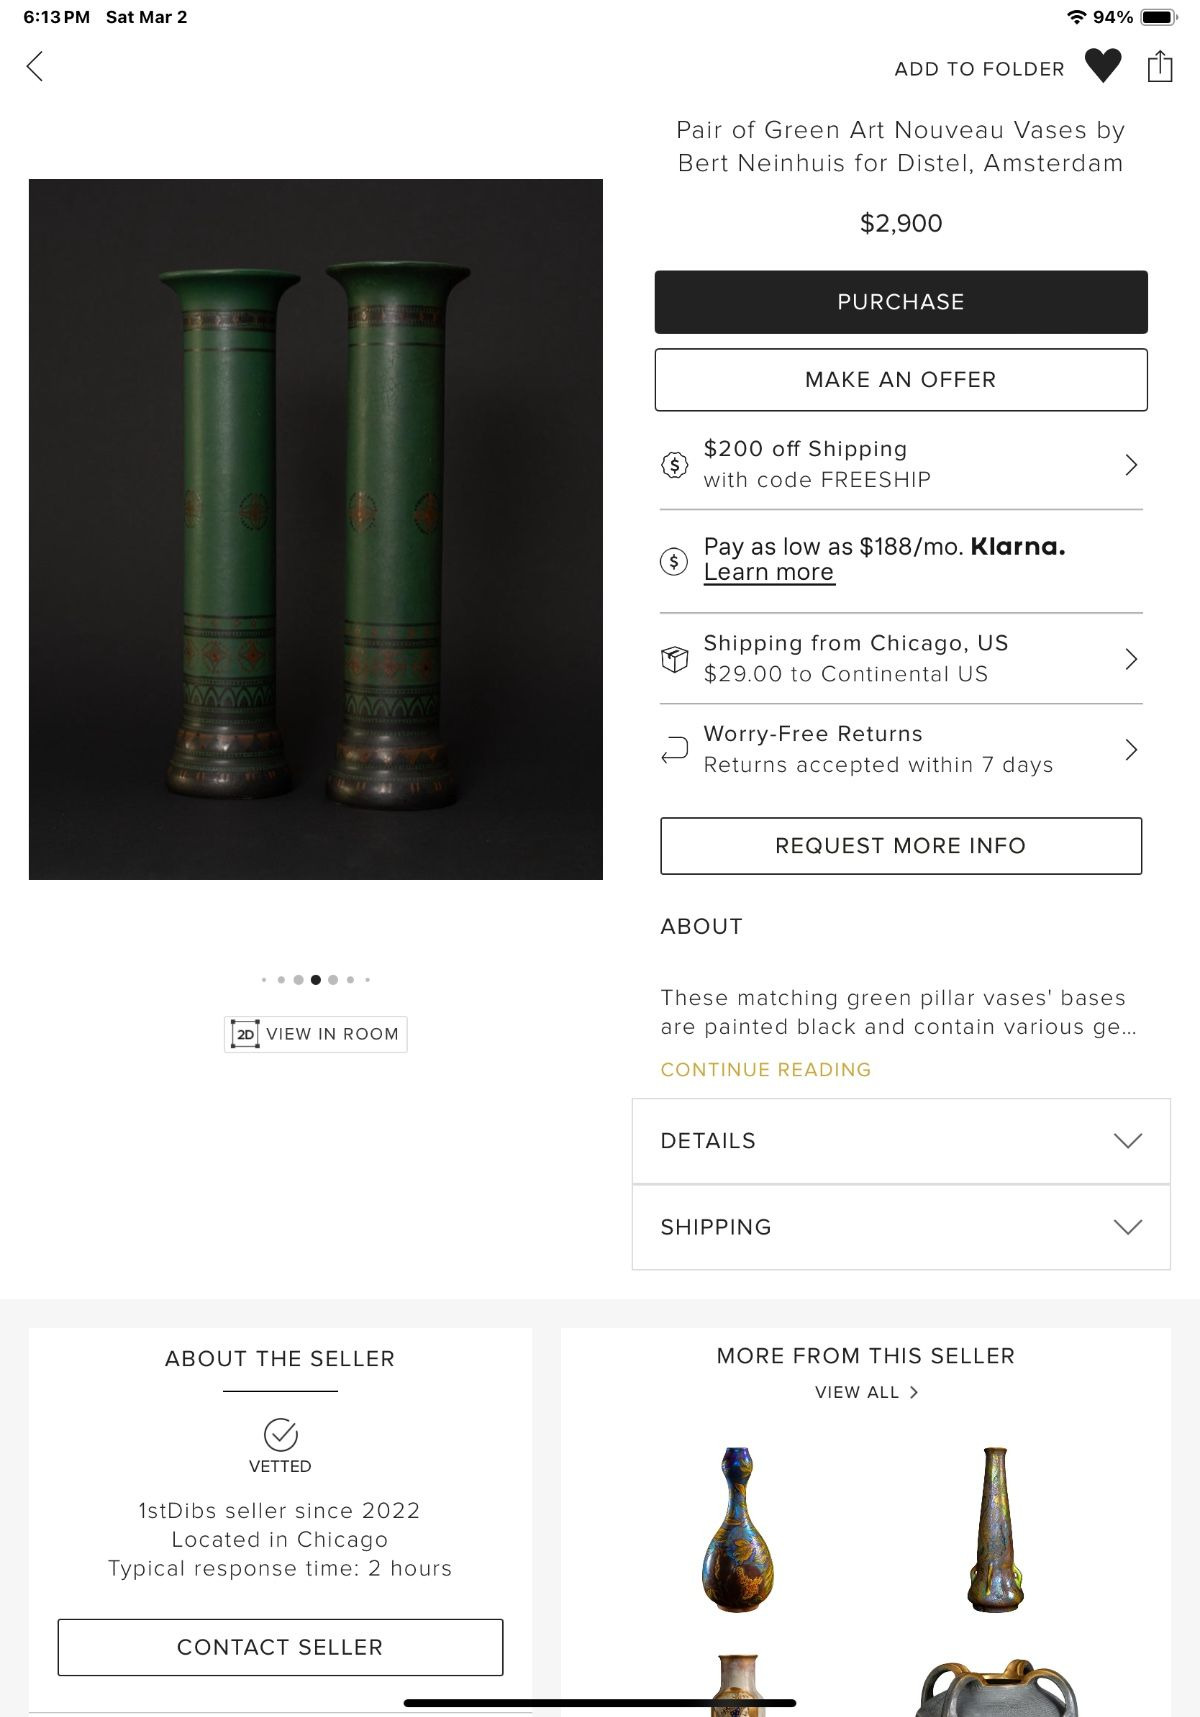 6:13 PM Sat Mar 2
94%
ADD TO FOLDER
Pair of Green Art Nouveau Vases by
Bert Neinhuis for Distel, Amsterdam
$2,900
PURCHASE
MAKE AN OFFER
$200 off Shipping
with code FREESHIP
Pay as low as $188/mo. Klarna.
Learn more
Shipping from Chicago, US
$29.00 to Continental US
Worry-Free Returns
Returns accepted within 7 days
REQUEST MORE INFO
ABOUT
These matching green pillar vases' bases
are painted black and contain various ge...
CONTINUE READING
2D VIEW IN ROOM
DETAILS
SHIPPING
ABOUT THE SELLER
VETTED
1stDibs seller since 2022
Located in Chicago
Typical response time: 2 hours
CONTACT SELLER
MORE FROM THIS SELLER
VIEW ALL